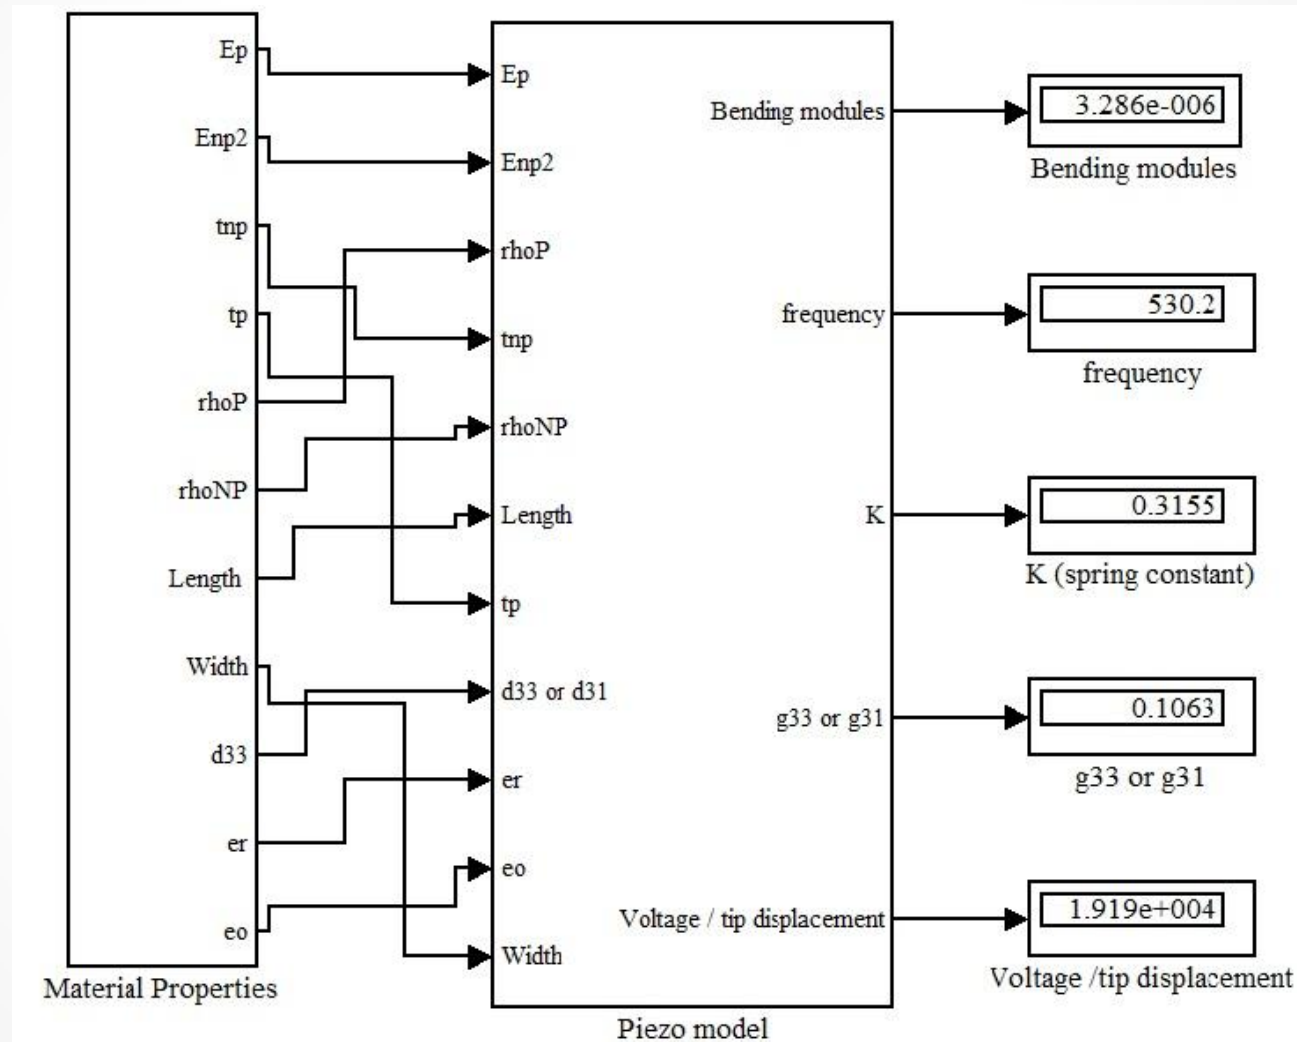 Ep
Enp2
tnp
tp
rhoP
rhoNP
Length
Width
d33
er
eo
Material Properties
Ep
Enp2
rhoP
tnp
rhoNP
Length
tp
d33 or d31
er
eo
Width
Bending modules
frequency
K
g33 or g31
Voltage / tip displacement
Piezo model
3.286e-006
Bending modules
530.2
frequency
0.3155
K (spring constant)
0.1063
g33 or g31
1.919e+004
Voltage /tip displacement